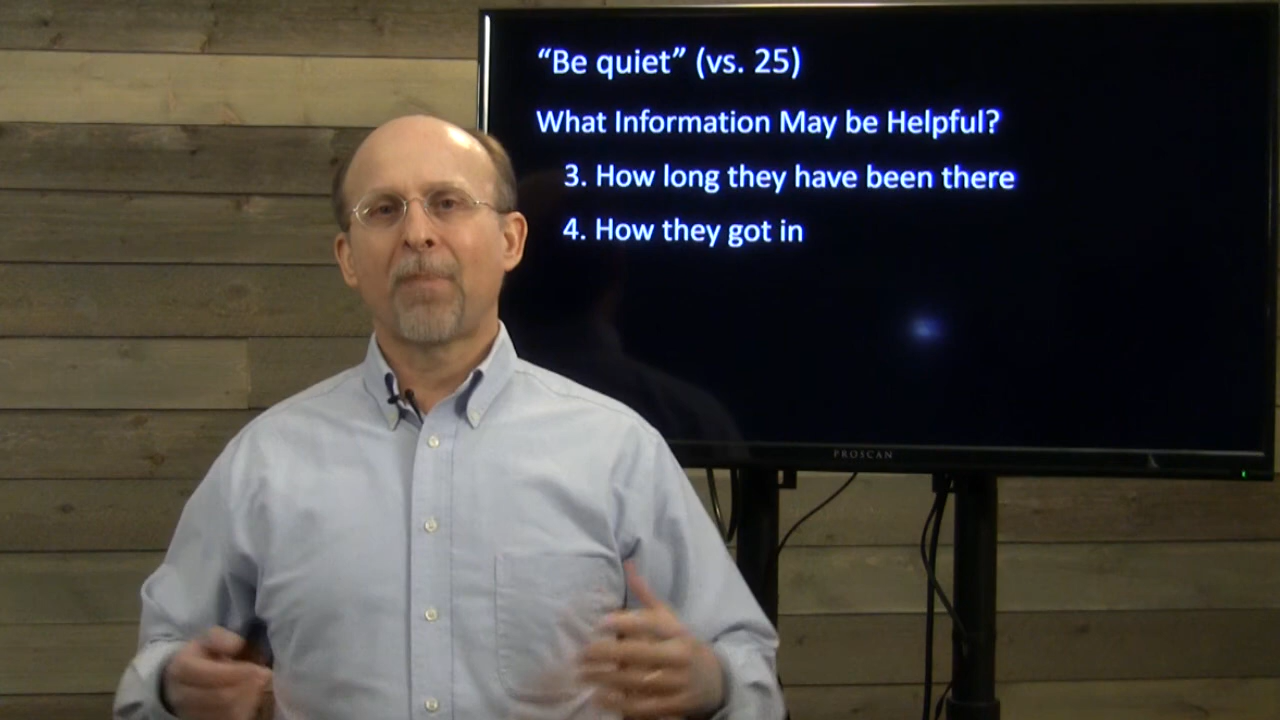 “Be quiet” (vs. 25)
What Information May be Helpful?
3. How long they have been there
4. How they got in
PROSCAN